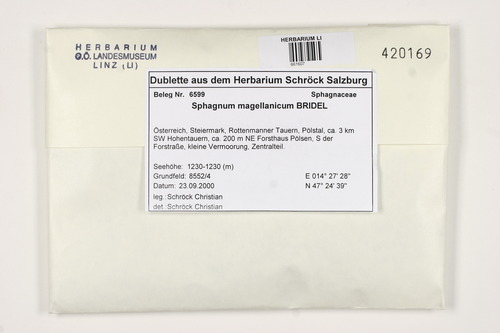 HERBARIUM
O.Ö. LANDESMUSEUM
LINZ (LI)
HERBARIUM LI
420169
Dublette aus dem Herbarium Schröck Salzburg
Beleg Nr. 6599 Sphagnaceae
Sphagnum magellanicum BRIDEL
Österreich, Steiermark, Rottenmanner Tauern, Pölstal, ca. 3 km
SW Hohentauern, ca. 200 m NE Forsthaus Pölsen, S der
Forstraße, kleine Vermoorung, Zentralteil.
Seehöhe: 1230-1230 (m)
Grundfeld: 8552/4 E 014° 27' 28"
Datum: 23.09.2000 N 47° 24' 39"
leg.: Schröck Christian
det.: Schröck Christian